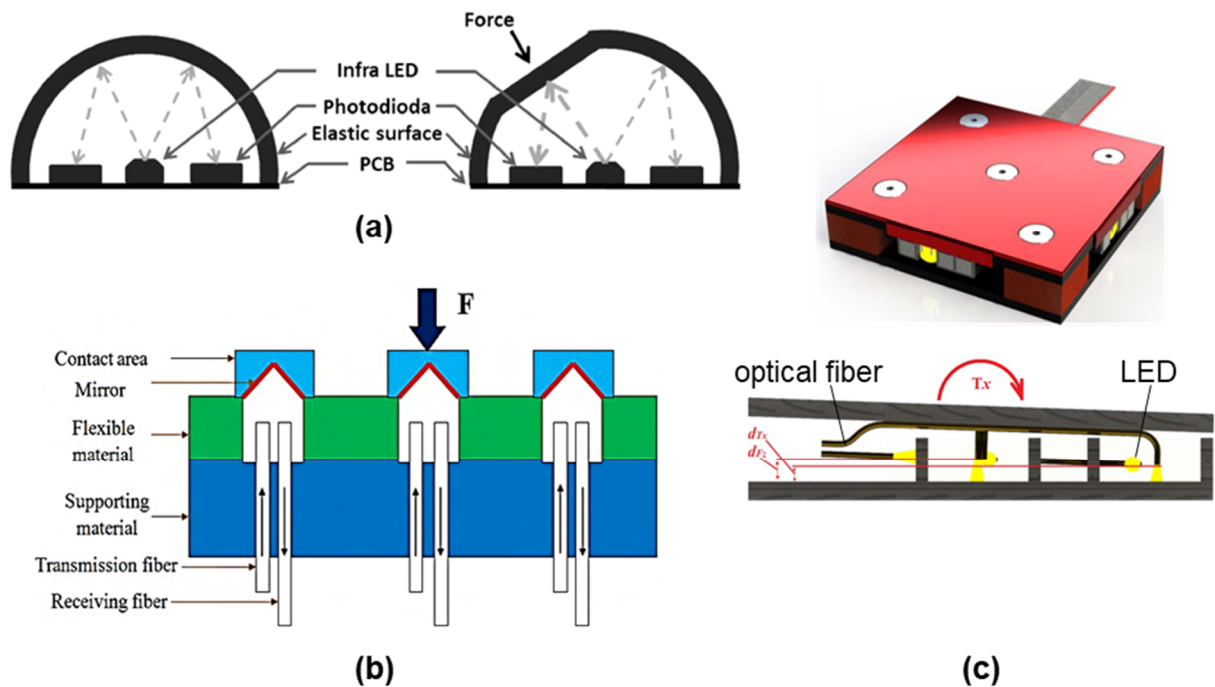 Force
Infra LED
Photodioda
Elastic surface
PCB
(a)
F
Contact area
Mirror
Flexible
material
Supporting
material
Transmission fiber
Receiving fiber
(b)
optical fiber
Tx
LED
dTx
dFz
(c)